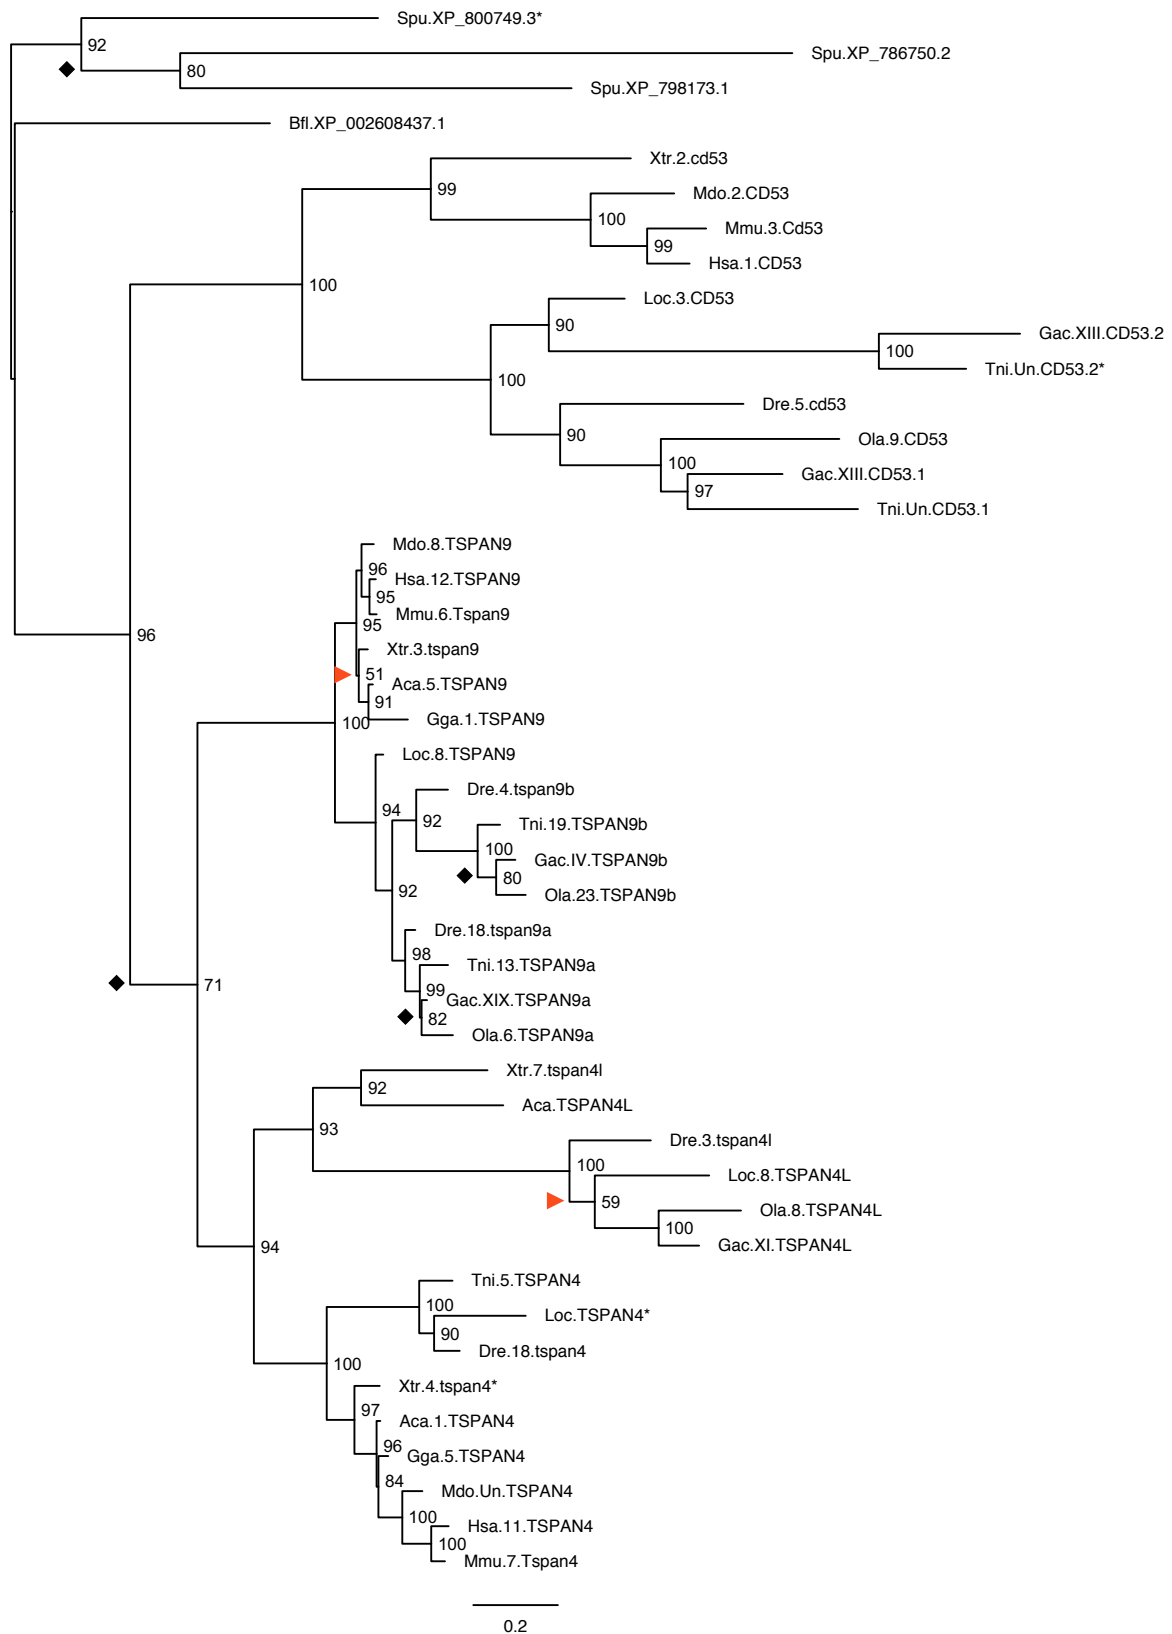 Spu.XP_800749.3*
92
Spu.XP_786750.2
80
Spu.XP_798173.1
Bfl.XP_002608437.1
Xtr.2.cd53
99
Mdo.2.CD53
100
Mmu.3.Cd53
99
Hsa.1.CD53
100
Loc.3.CD53
90
Gac.XIII.CD53.2
100
Tni.Un.CD53.2*
100
Dre.5.cd53
90
Ola.9.CD53
100
Gac.XIII.CD53.1
97
Tni.Un.CD53.1
Mdo.8.TSPAN9
96
Hsa.12.TSPAN9
95
Mmu.6.Tspan9
95
96
Xtr.3.tspan9
51
Aca.5.TSPAN9
91
Gga.1.TSPAN9
100
Loc.8.TSPAN9
Dre.4.tspan9b
94
92
Tni.19.TSPAN9b
100
Gac.IV.TSPAN9b
80
92
Ola.23.TSPAN9b
Dre.18.tspan9a
98
Tni.13.TSPAN9a
99
Gac.XIX.TSPAN9a
82
Ola.6.TSPAN9a
71
Xtr.7.tspan4l
92
Aca.TSPAN4L
93
Dre.3.tspan4l
100
Loc.8.TSPAN4L
59
Ola.8.TSPAN4L
100
Gac.XI.TSPAN4L
94
Tni.5.TSPAN4
100
Loc.TSPAN4*
90
Dre.18.tspan4
100
Xtr.4.tspan4*
97
Aca.1.TSPAN4
96
Gga.5.TSPAN4
84
Mdo.Un.TSPAN4
100
Hsa.11.TSPAN4
100
Mmu.7.Tspan4
0.2